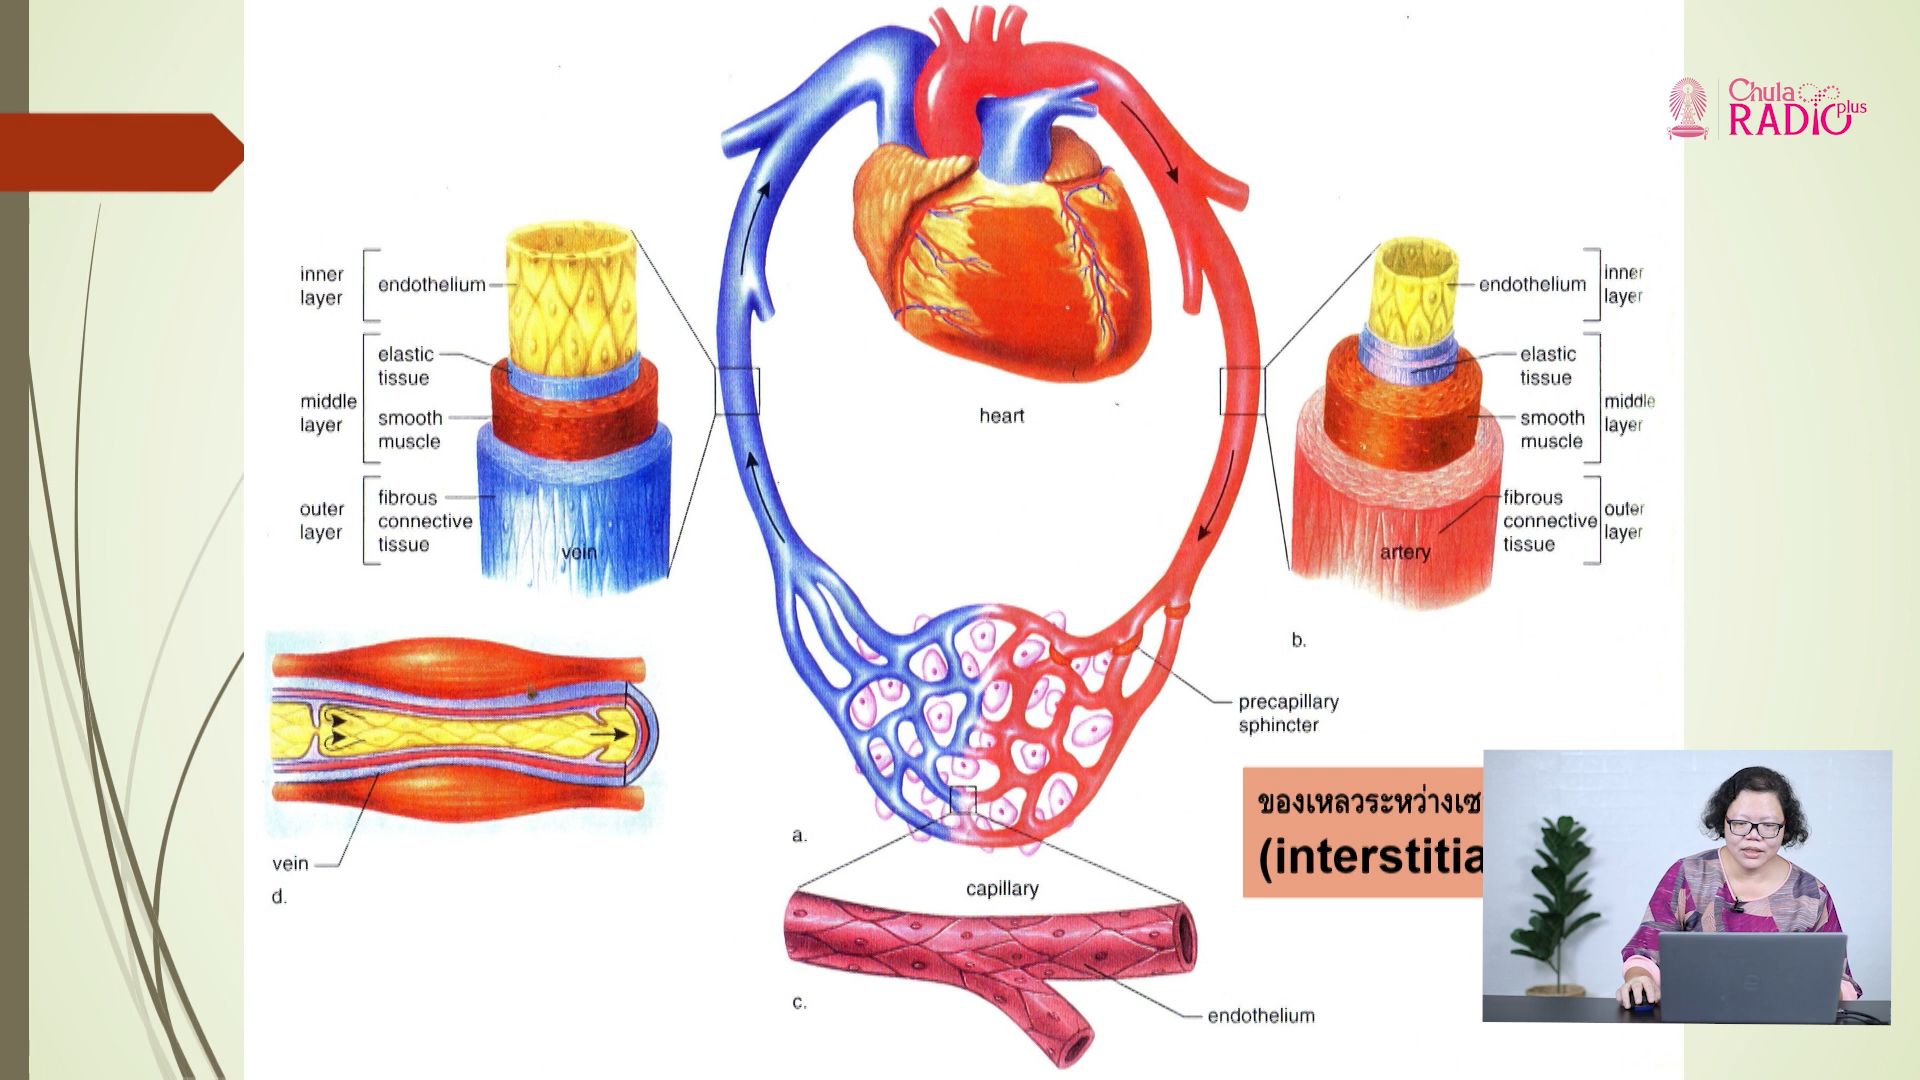 Chula
RADIO plus
inner
layer
endothelium
elastic
tissue
middle
layer
smooth
muscle
outer
layer
fibrous
connective
tissue
vein
heart
endothelium
inner
layer
elastic
tissue
middle
layer
smooth
muscle
fibrous
connective
tissue
outer
layer
artery
b.
precapillary
sphincter
vein
d.
a.
capillary
c.
endothelium
ของเหลวระหว่างเซ
(interstitia